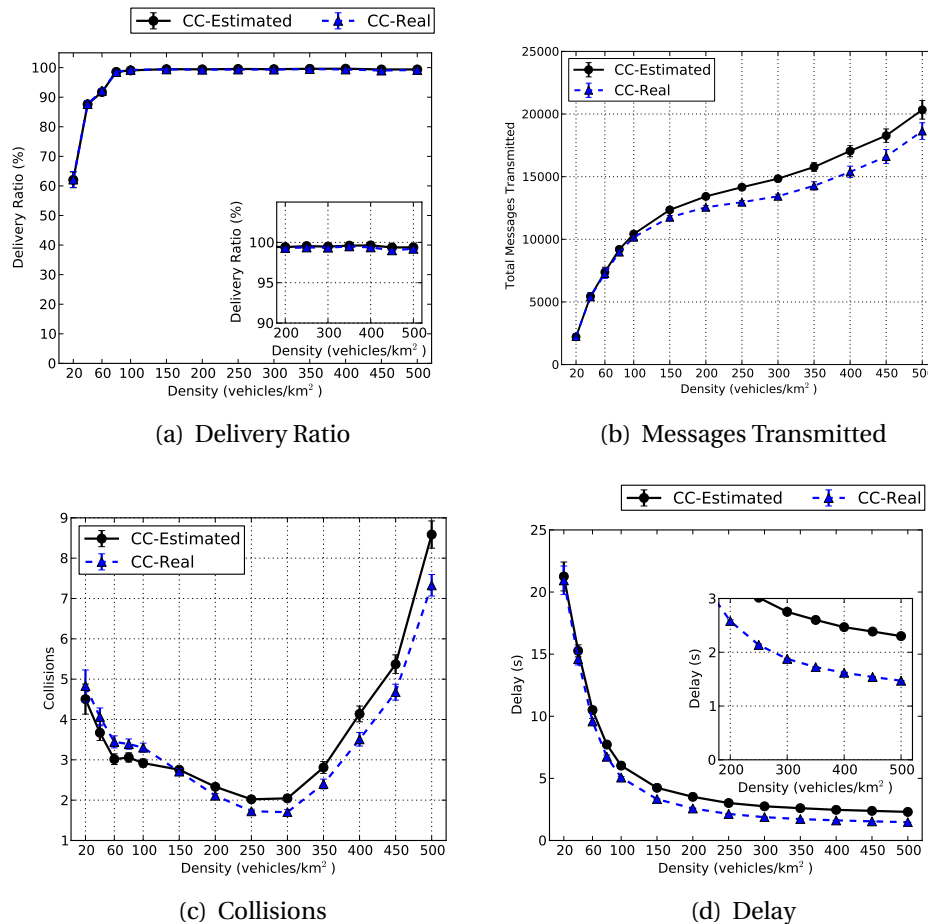 CC-Estimated CC-Real
100
90
80
70
60
50
40
30
20
10
0
Delivery Ratio (%)
20 60 100 150 200 250 300 350 400 450 500
Density (vehicles/km²)
100
95
90
Delivery Ratio (%)
200 300 400 500
Density (vehicles/km²)
(a) Delivery Ratio
25000
20000
15000
10000
5000
0
Total Messages Transmitted
CC-Estimated
CC-Real
20 60 100 150 200 250 300 350 400 450 500
Density (vehicles/km²)
(b) Messages Transmitted
9
8
7
6
5
4
3
2
1
Collisions
CC-Estimated
CC-Real
20 60 100 150 200 250 300 350 400 450 500
Density (vehicles/km²)
(c) Collisions
CC-Estimated CC-Real
25
20
15
10
5
0
Delay (s)
20 60 100 150 200 250 300 350 400 450 500
Density (vehicles/km²)
3
2
1
0
Delay (s)
200 300 400 500
Density (vehicles/km²)
(d) Delay